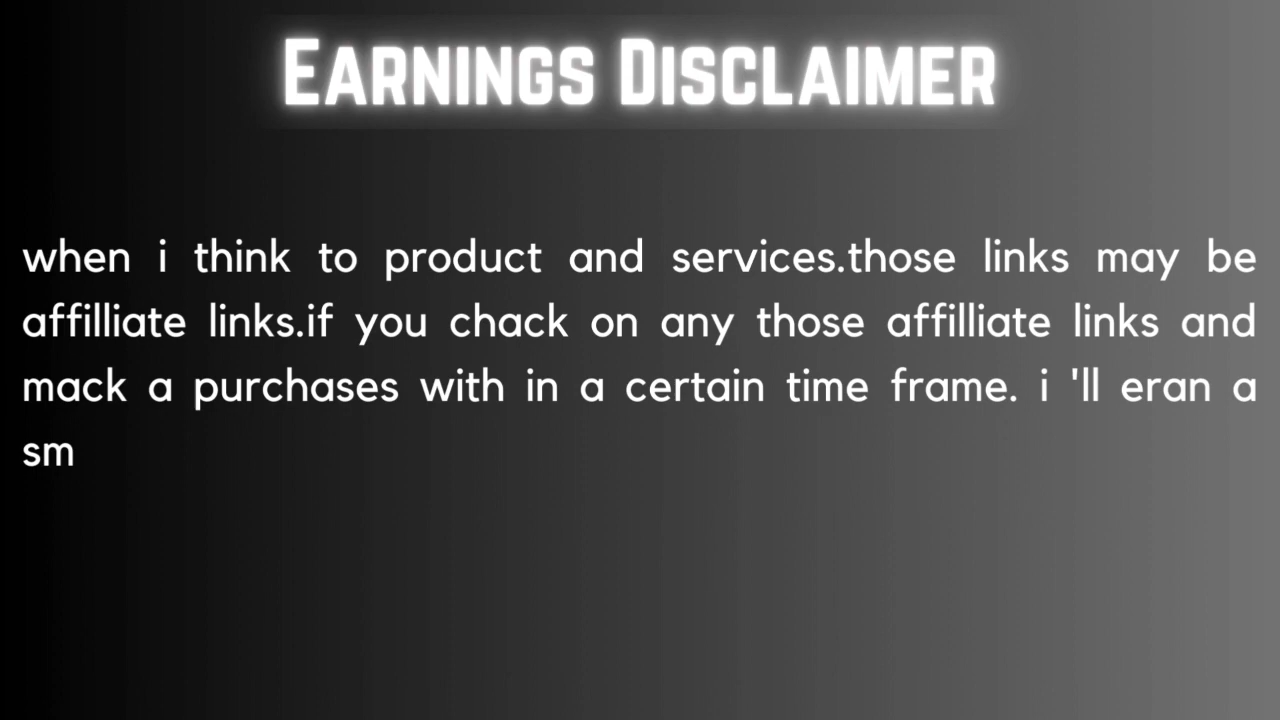 EARNINGS DISCLAIMER
when i think to product and services.those links may be
affilliate links.if you chack on any those affilliate links and
mack a purchases with in a certain time frame. i 'll eran a
sm